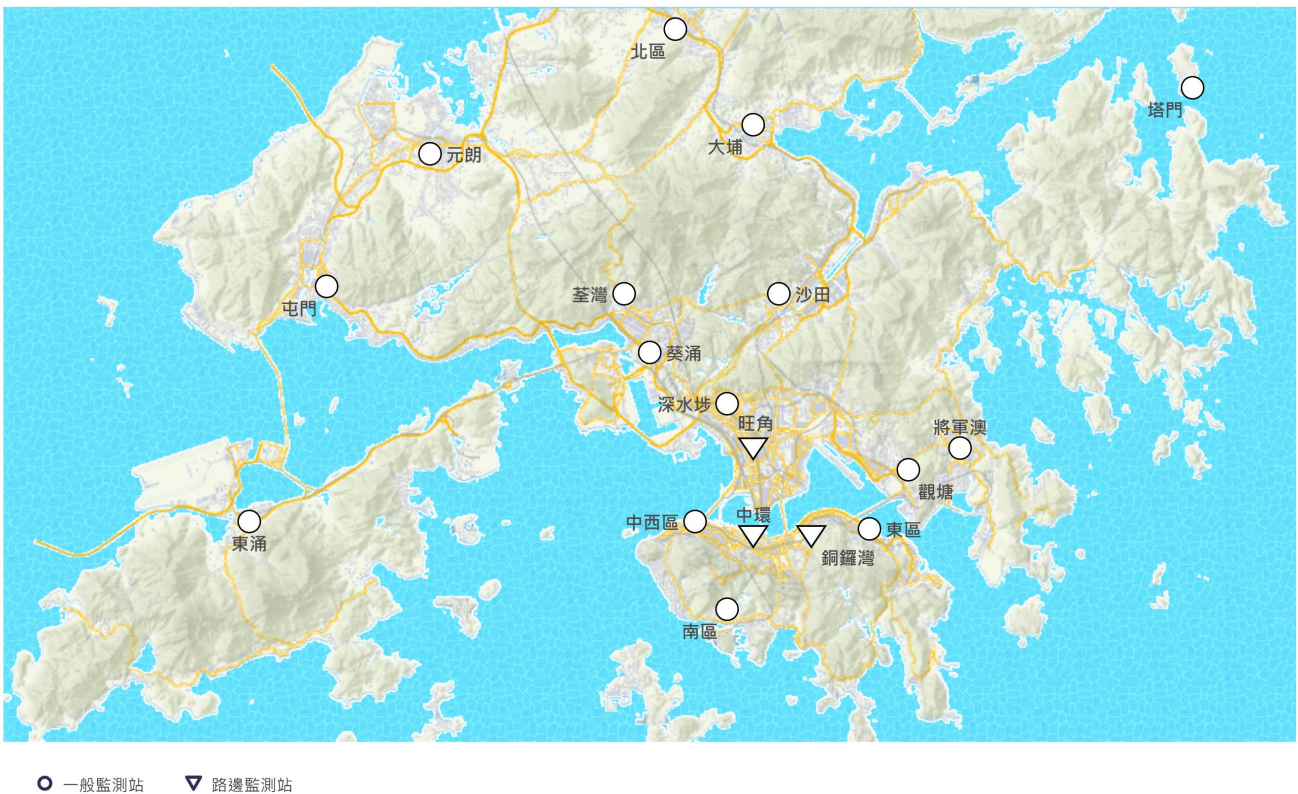 北區
塔門
大埔
元朗
屯門
荃灣
沙田
葵涌
深水埗
旺角
將軍澳
觀塘
中西區
中環
東區
東涌
銅鑼灣
南區
一般監測站
路邊監測站